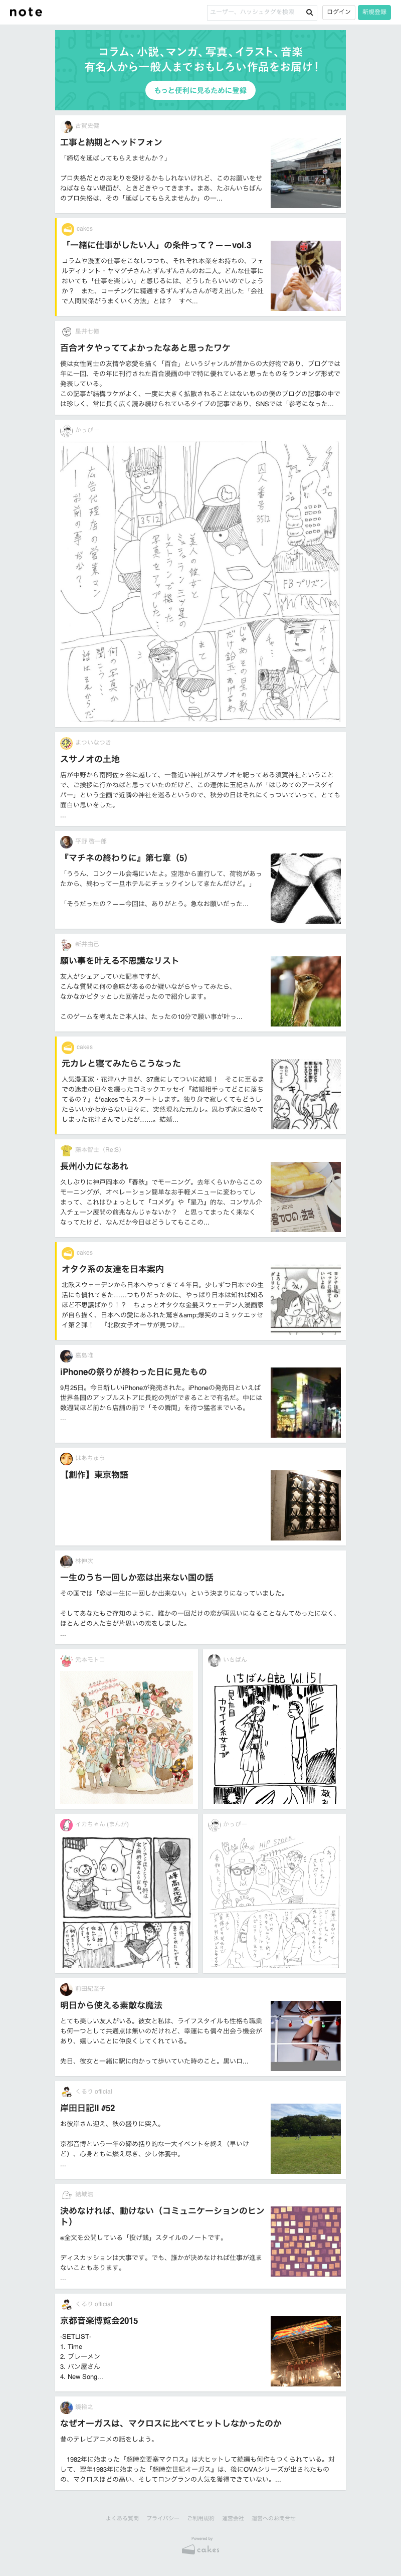 note
ユーザー、ハッシュタグを検索
ログイン
新規登録
コラム、小説、マンガ、写真、イラスト、音楽
有名人から一般人までおもしろい作品をお届け！
もっと便利に見るために登録
古賀史健
工事と納期とヘッドフォン
「締切を延ばしてもらえませんか？」
プロ失格だとのお叱りを受けるかもしれないけれど、このお願いをせ
ねばならない場面が、ときどきやってきます。まあ、たぶんいちばん
のプロ失格は、その「延ばしてもらえませんか」の一...
cakes
「一緒に仕事がしたい人」の条件って？——vol.3
コラムや漫画の仕事をこなしつつも、それぞれ本業をお持ちの、フェ
ルディナント・ヤマグチさんとずんずんさんのお二人。どんな仕事に
おいても「仕事を楽しい」と感じるには、どうしたらいいのでしょう
か？　また、コーチングに精通するずんずんさんが考え出した「会社
で人間関係がうまくいく方法」とは？　すべ...
百合オタやっててよかったなあと思ったワケ
僕は女性同士の友情や恋愛を描く「百合」というジャンルが昔からの大好物であり、ブログでは
年に一回、その年に刊行された百合漫画の中で特に優れていると思ったものをランキング形式で
発表している。
この記事が結構ウケがよく、一度に大きく拡散されることはないものの僕のブログの記事の中で
は珍しく、常に長く広く読み続けられているタイプの記事であり、SNSでは「参考になった...
かっぴー
囚人番号
3512
美人の彼女と
ミシュラン三ツ星の
レストランで撮った
写真をアップした。
広告代理店の営業マン
お前の事だな？
3512
FBプリズン
まて
何の写真か
聞こう…
話はそれからだ
オーケー
まついなつき
スサノオの土地
店が中野から南阿佐ヶ谷に越して、一番近い神社がスサノオを祀ってある須賀神社ということ
で、ご挨拶に行かねばと思っていたのだけど、この連休に玉紀さんが「はじめてのアースダイ
バー」という企画で近隣の神社を巡るというので、秋分の日はそれにくっついていって、とても
面白い思いをした。
...
平野 啓一郎
『マチネの終わりに』第七章（5）
「ううん、コンクール会場にいたよ。空港から直行して、荷物があっ
たから、終わって一旦ホテルにチェックインしてきたんだけど。」
「そうだったの？——今回は、ありがとう。急なお願いだった...
新井由己
願い事を叶える不思議なリスト
友人がシェアしていた記事ですが、
こんな質問に何の意味があるのか疑いながらやってみたら、
なかなかピタッとした回答だったので紹介します。
このゲームを考えたご本人は、たったの10分で願い事が叶っ...
cakes
元カレと寝てみたらこうなった
人気漫画家・花津ハナヨが、37歳にしてついに結婚！　そこに至るま
での迷走の日々を綴ったコミックエッセイ『結婚相手ってどこに落ち
てるの？』がcakesでもスタートします。独り身で寂しくてもどうし
たらいいかわからない日々に、突然現れた元カレ。思わず家に泊めて
しまった花津さんでしたが......。結婚...
藤本智士（Re:S）
長州小力になあれ
久しぶりに神戸岡本の『春秋』でモーニング。去年くらいからここの
モーニングが、オペレーション簡単なお手軽メニューに変わってし
まって、これはひょっとして『コメダ』や『星乃』的な、コンサル介
入チェーン展開の前兆なんじゃないか？　と思ってまったく来なく
なってたけど、なんだか今日はどうしてもここの...
cakes
オタク系の友達を日本案内
北欧スウェーデンから日本へやってきて４年目。少しずつ日本での生
活にも慣れてきた……つもりだったのに、やっぱり日本は知れば知る
ほど不思議ばかり！？　ちょっとオタクな金髪スウェーデン人漫画家
が自ら描く、日本への愛にあふれた驚き&amp;爆笑のコミックエッセ
イ第２弾！　『北欧女子オーサが見つけ...
iPhoneの祭りが終わった日に見たもの
9月25日。今日新しいiPhoneが発売された。iPhoneの発売日といえば
世界各国のアップルストアに長蛇の列ができることで有名だ。中には
数週間ほど前から店舗の前で「その瞬間」を待つ猛者までいる。
...
はあちゅう
【創作】東京物語
一生のうち一回しか恋は出来ない国の話
その国では「恋は一生に一回しか出来ない」という決まりになっていました。
そしてあなたもご存知のように、誰かの一回だけの恋が両思いになることなんてめったになく、
ほとんどの人たちが片思いの恋をしました。
...
いちばん
いちばん日記 Vol.151
見た目
カワイイ系女子
イカちゃん(まんが)
かっぴー
HIP STORY
前田紀至子
明日から使える素敵な魔法
とても美しい友人がいる。彼女と私は、ライフスタイルも性格も職業
も何一つとして共通点は無いのだけれど、幸運にも偶々出会う機会が
あり、嬉しいことに仲良くしてくれている。
先日、彼女と一緒に駅に向かって歩いていた時のこと。黒いロ...
くるり official
岸田日記II #52
お彼岸さん迎え、秋の盛りに突入。
京都音博という一年の締め括り的な一大イベントを終え（早いけ
ど）、心身ともに燃え尽き、少し休養中。
...
結城浩
決めなければ、動けない（コミュニケーションのヒン
ト）
※全文を公開している「投げ銭」スタイルのノートです。
ディスカッションは大事です。でも、誰かが決めなければ仕事が進ま
ないこともあります。
...
くるり official
京都音楽博覧会2015
-SETLIST-
1. Time
2. ブレーメン
3. パン屋さん
4. New Song...
なぜオーガスは、マクロスに比べてヒットしなかったのか
昔のテレビアニメの話をしよう。
　1982年に始まった『超時空要塞マクロス』は大ヒットして続編も何作もつくられている。対
して、翌年1983年に始まった『超時空世紀オーガス』は、後にOVAシリーズが出されたものの、マクロスほどの高い、そしてロングランの人気を獲得できていない。...
よくある質問
プライバシー
ご利用規約
運営会社
運営へのお問合せ
Powered by
cakes